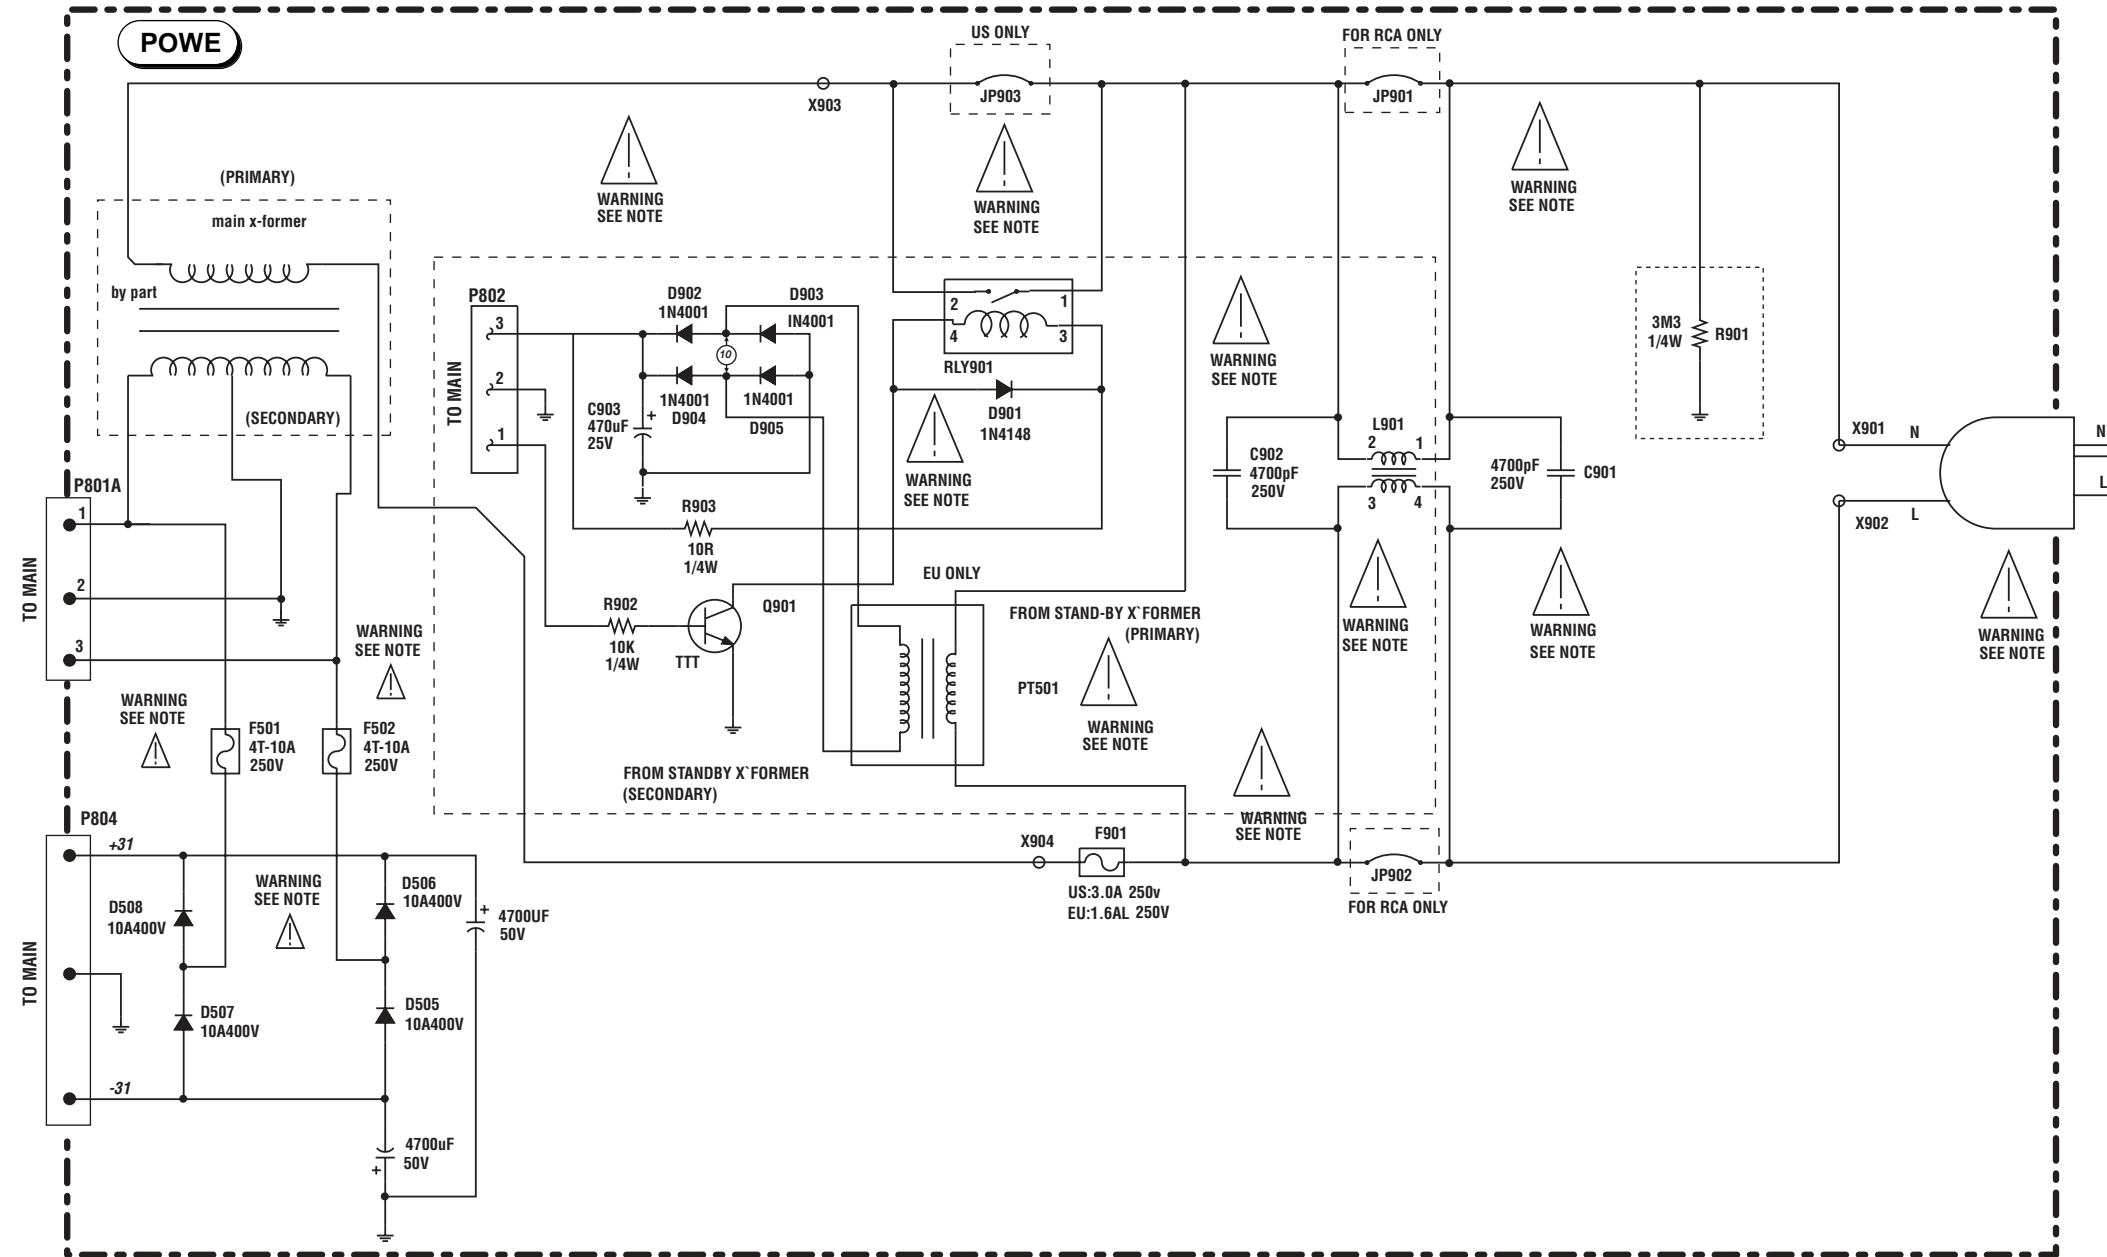 POWE
US ONLY
FOR RCA ONLY
X903
JP903
JP901
WARNING
SEE NOTE
WARNING
SEE NOTE
WARNING
SEE NOTE
(PRIMARY)
main x-former
by part
(SECONDARY)
P802
TO MAIN
3
2
1
D902
1N4001
D903
IN4001
10
1N4001
D904
1N4001
D905
C903
470uF
25V
+
2
1
4
3
RLY901
D901
1N4148
WARNING
SEE NOTE
WARNING
SEE NOTE
3M3
1/4W
R901
L901
2
1
3
4
C902
4700pF
250V
4700pF
250V
C901
X901
N
X902
L
N
L
P801A
TO MAIN
1
2
3
R903
10R
1/4W
R902
10K
1/4W
Q901
TTT
EU ONLY
FROM STAND-BY X`FORMER
(PRIMARY)
PT501
WARNING
SEE NOTE
WARNING
SEE NOTE
WARNING
SEE NOTE
WARNING
SEE NOTE
WARNING
SEE NOTE
WARNING
SEE NOTE
F501
4T-10A
250V
F502
4T-10A
250V
FROM STANDBY X`FORMER
(SECONDARY)
WARNING
SEE NOTE
X904
F901
US:3.0A 250v
EU:1.6AL 250V
JP902
FOR RCA ONLY
P804
TO MAIN
+31
-31
WARNING
SEE NOTE
D508
10A400V
D506
10A400V
+
4700UF
50V
D507
10A400V
D505
10A400V
4700uF
50V
+